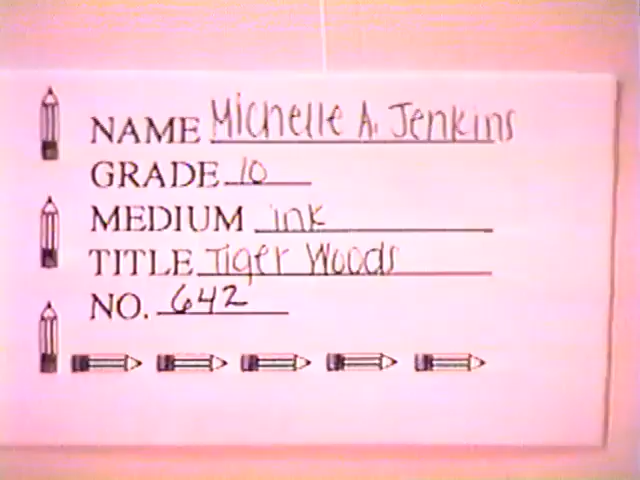 NAME Michelle A. Jenkins
GRADE 10
MEDIUM ink
TITLE Tiger Woods
NO. 642